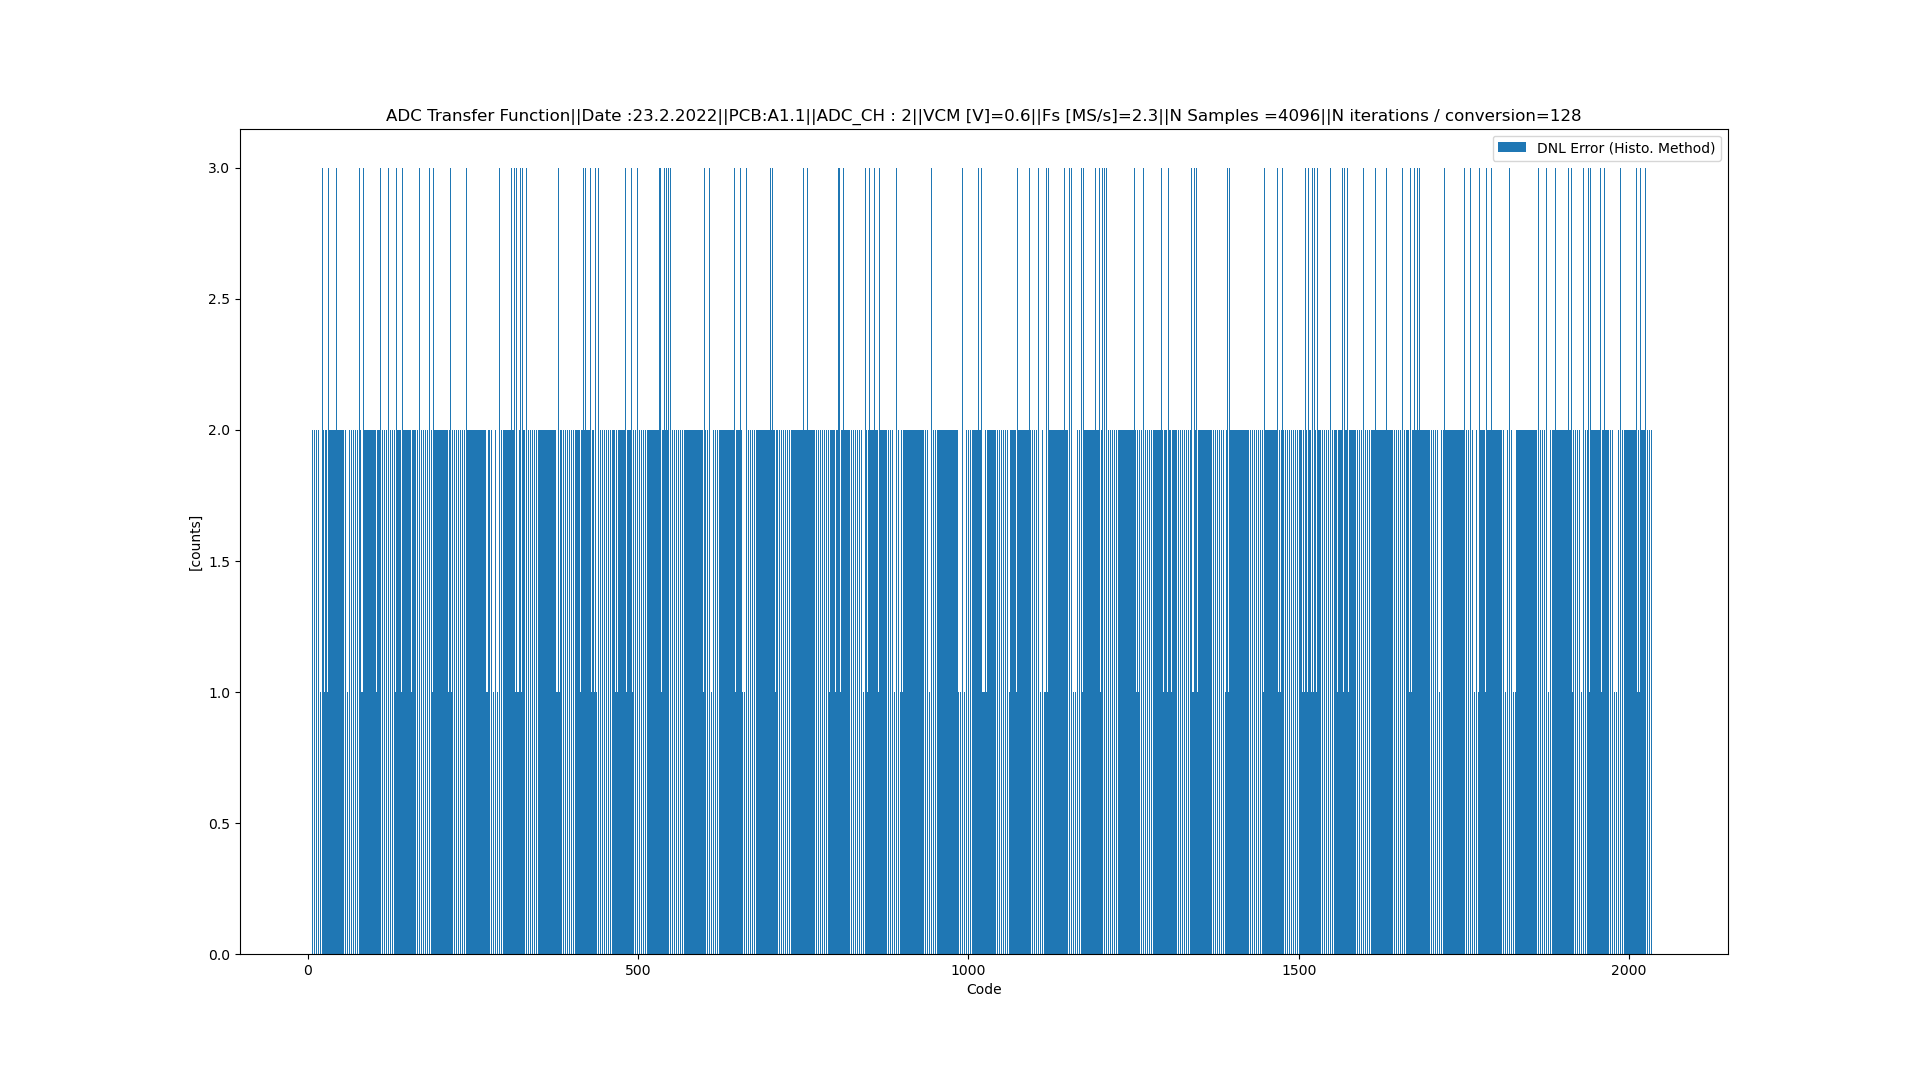 ADC Transfer Function||Date :23.2.2022||PCB:A1.1||ADC_CH : 2||VCM [V]=0.6||Fs [MS/s]=2.3||N Samples =4096||N iterations / conversion=128
DNL Error (Histo. Method)
3.0
2.5
2.0
1.5
1.0
0.5
0.0
[counts]
0 500 1000 1500 2000
Code